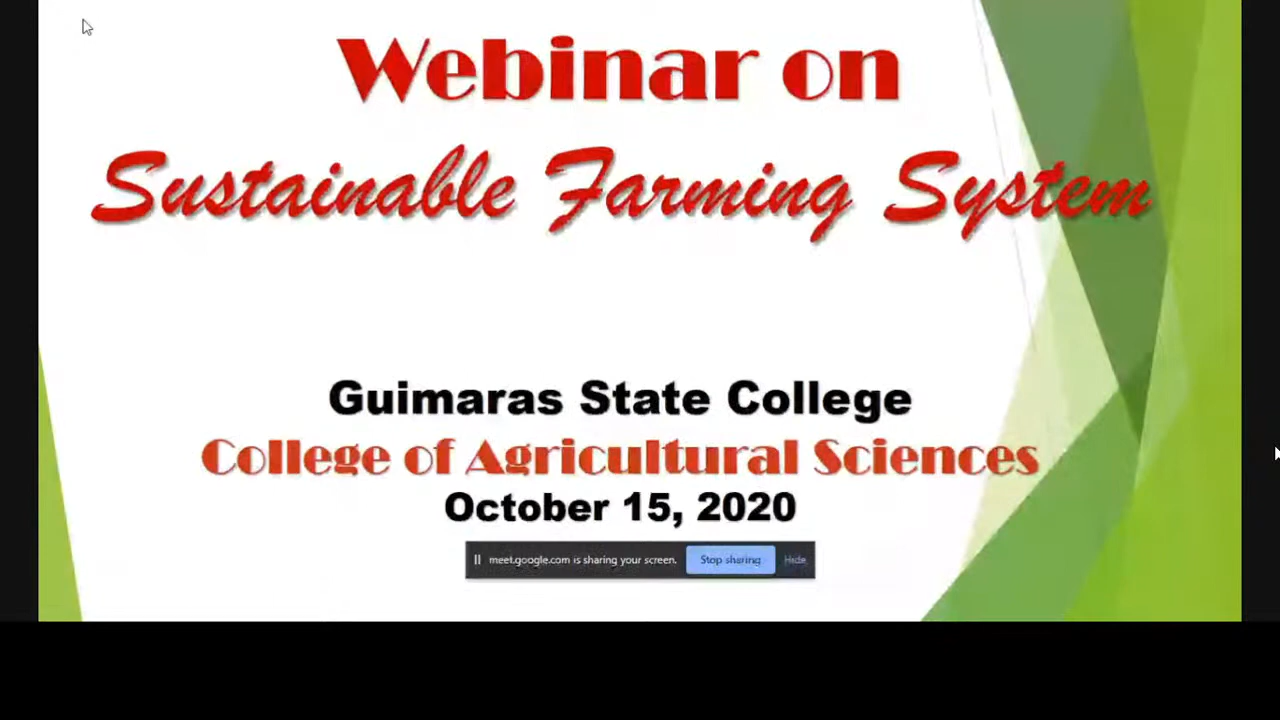 Webinar on
Sustainable Farming System
Guimaras State College
College of Agricultural Sciences
October 15, 2020
meet.google.com is sharing your screen. Stop sharing Hide